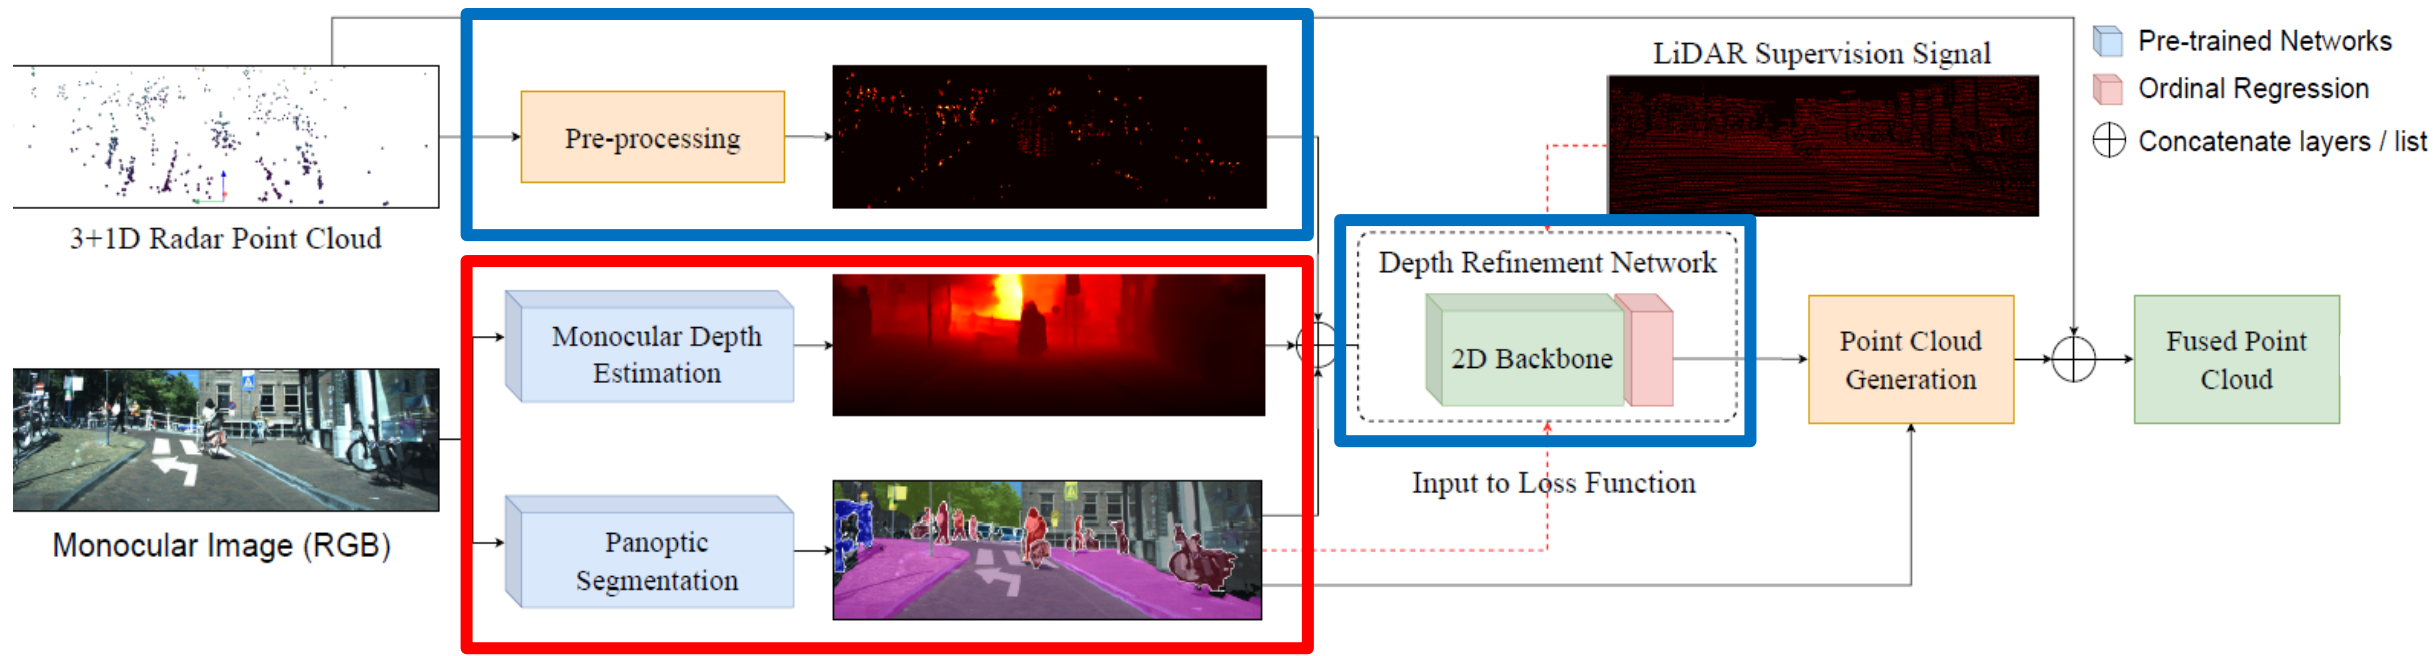 LiDAR Supervision Signal
Pre-trained Networks
Ordinal Regression
Concatenate layers / list
Pre-processing
3+1D Radar Point Cloud
Depth Refinement Network
Monocular Depth
Estimation
2D Backbone
Point Cloud
Generation
Fused Point
Cloud
Input to Loss Function
Monocular Image (RGB)
Panoptic
Segmentation